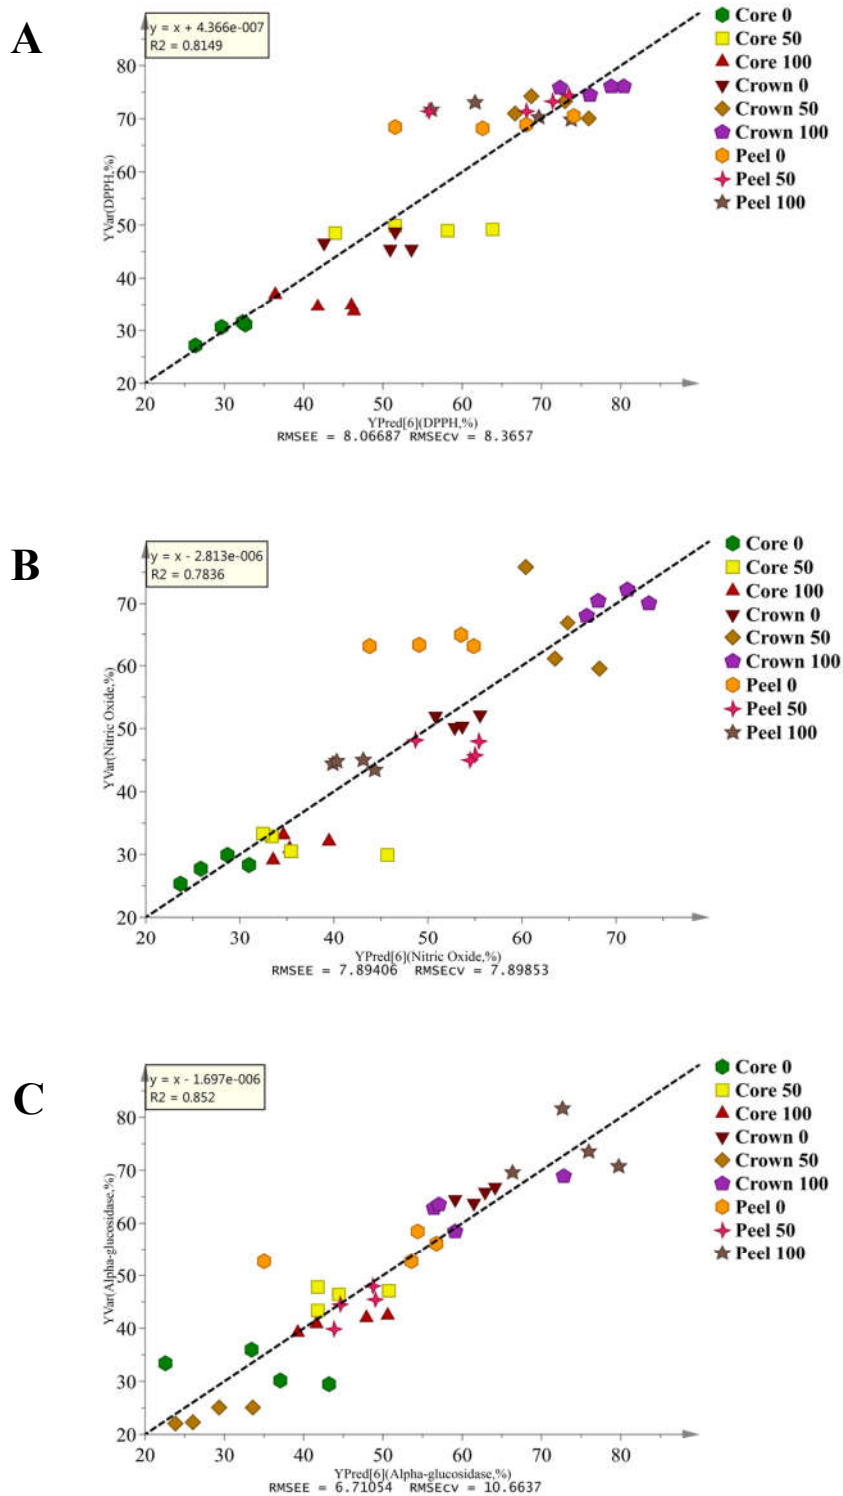 A
y = x + 4.366e-007
R2 = 0.8149
80
70
60
50
40
30
20
YVar(DPPH,%)
20 30 40 50 60 70 80
YPred[6](DPPH,%)
RMSEE = 8.06687 RMSEcv = 8.3657
Core 0
Core 50
Core 100
Crown 0
Crown 50
Crown 100
Peel 0
Peel 50
Peel 100
B
y = x - 2.813e-006
R2 = 0.7836
70
60
50
40
30
20
YVar(Nitric Oxide,%)
20 30 40 50 60 70
YPred[6](Nitric Oxide,%)
RMSEE = 7.89406 RMSEcv = 7.89853
Core 0
Core 50
Core 100
Crown 0
Crown 50
Crown 100
Peel 0
Peel 50
Peel 100
C
y = x - 1.697e-006
R2 = 0.852
80
70
60
50
40
30
20
YVar(Alpha-glucosidase,%)
20 30 40 50 60 70 80
YPred[6](Alpha-glucosidase,%)
RMSEE = 6.71054 RMSEcv = 10.6637
Core 0
Core 50
Core 100
Crown 0
Crown 50
Crown 100
Peel 0
Peel 50
Peel 100